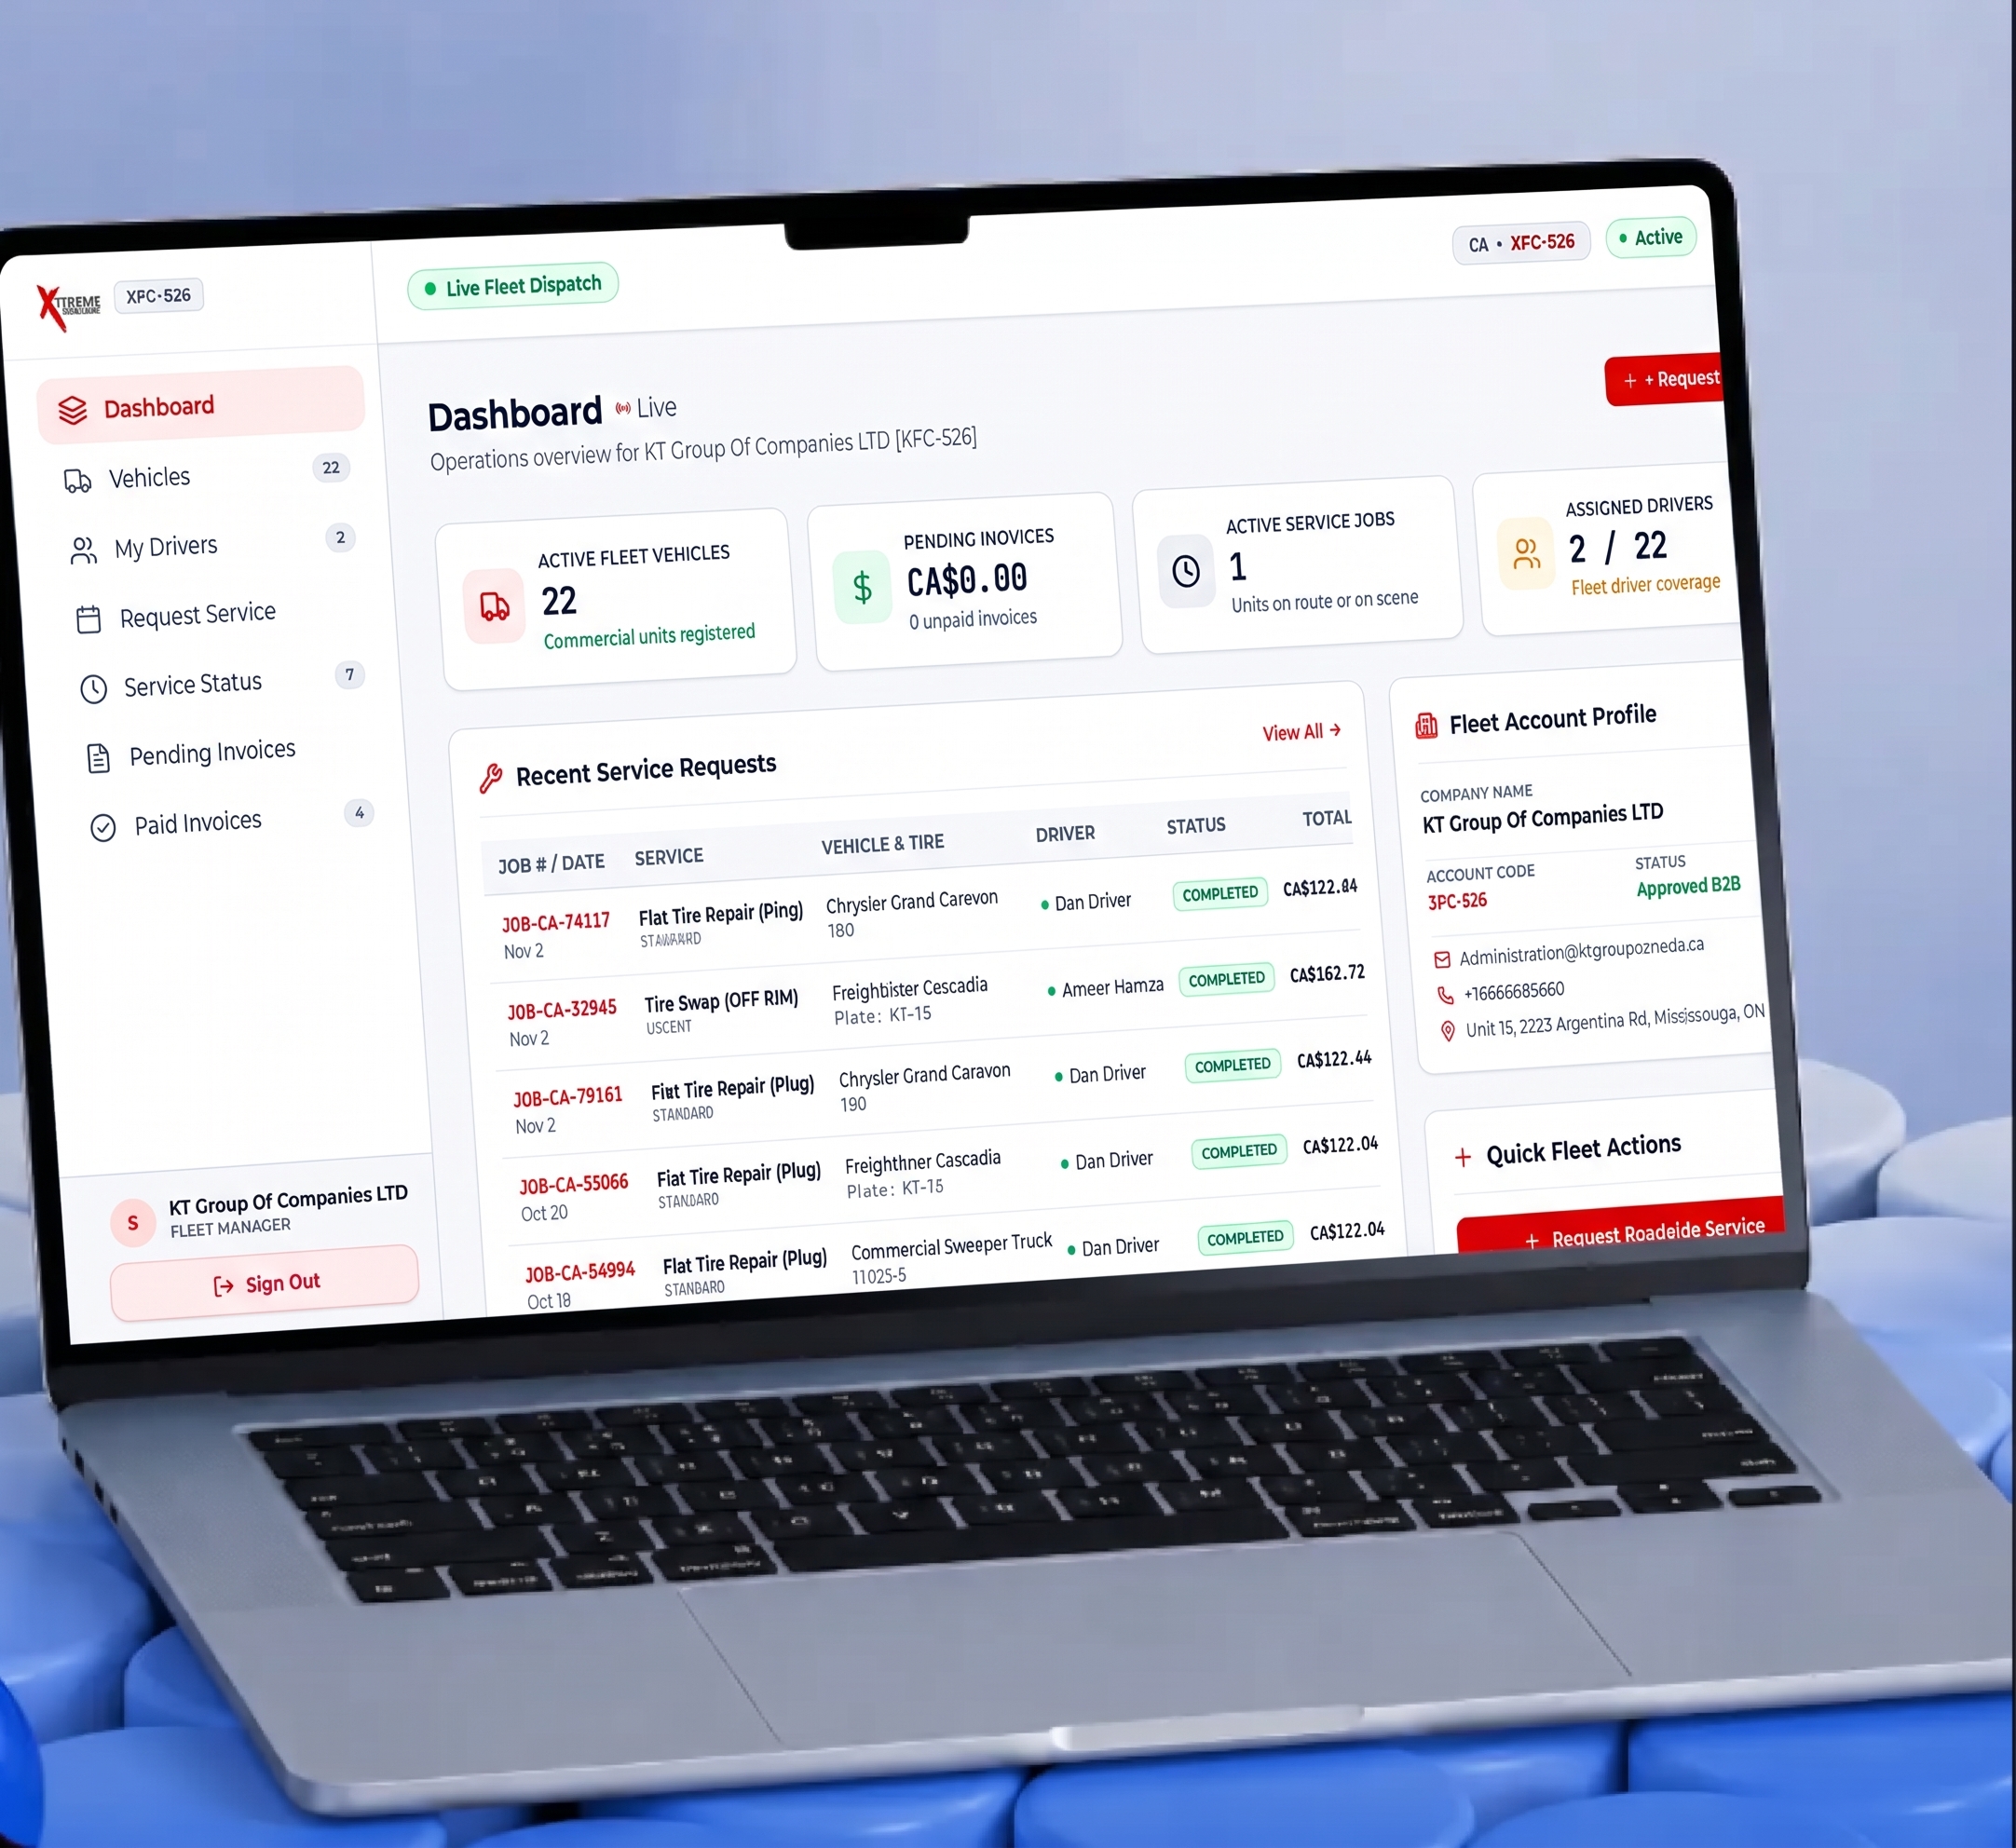 XTTREME
XPC-526
Live Fleet Dispatch
CA • XFC-526
Active
Dashboard
Vehicles 22
My Drivers 2
Request Service
Service Status 7
Pending Invoices
Paid Invoices 4
KT Group Of Companies LTD
S
FLEET MANAGER
Sign Out
Dashboard Live
Operations overview for KT Group Of Companies LTD [KFC-526]
+ + Request
ACTIVE FLEET VEHICLES
22
Commercial units registered
PENDING INOVICES
$
CA$0.00
0 unpaid invoices
ACTIVE SERVICE JOBS
1
Units on route or on scene
ASSIGNED DRIVERS
2 / 22
Fleet driver coverage
Recent Service Requests
View All →
JOB # / DATE SERVICE VEHICLE & TIRE DRIVER STATUS TOTAL
JOB-CA-74117 Flat Tire Repair (Ping) Chrysler Grand Carevon • Dan Driver COMPLETED CA$122.84
Nov 2 180
JOB-CA-32945 Tire Swap (OFF RIM) Freighbister Cescadia • Ameer Hamza COMPLETED CA$162.72
Nov 2 USCENT Plate: KT-15
JOB-CA-79161 Fiat Tire Repair (Plug) Chrysler Grand Caravon • Dan Driver COMPLETED CA$122.44
Nov 2 STANDARD 190
JOB-CA-55066 Fiat Tire Repair (Plug) Freighthner Cascadia • Dan Driver COMPLETED CA$122.04
Oct 20 STANDARO Plate: KT-15
JOB-CA-54994 Flat Tire Repair (Plug) Commercial Sweeper Truck • Dan Driver COMPLETED CA$122.04
Oct 18 STANBARO 11025-5
Fleet Account Profile
COMPANY NAME
KT Group Of Companies LTD
ACCOUNT CODE STATUS
3PC-526 Approved B2B
Administration@ktgroupozneda.ca
+16666685660
Unit 15, 2223 Argentina Rd, Missjssouga, ON
+ Quick Fleet Actions
+ Request Roadeide Service